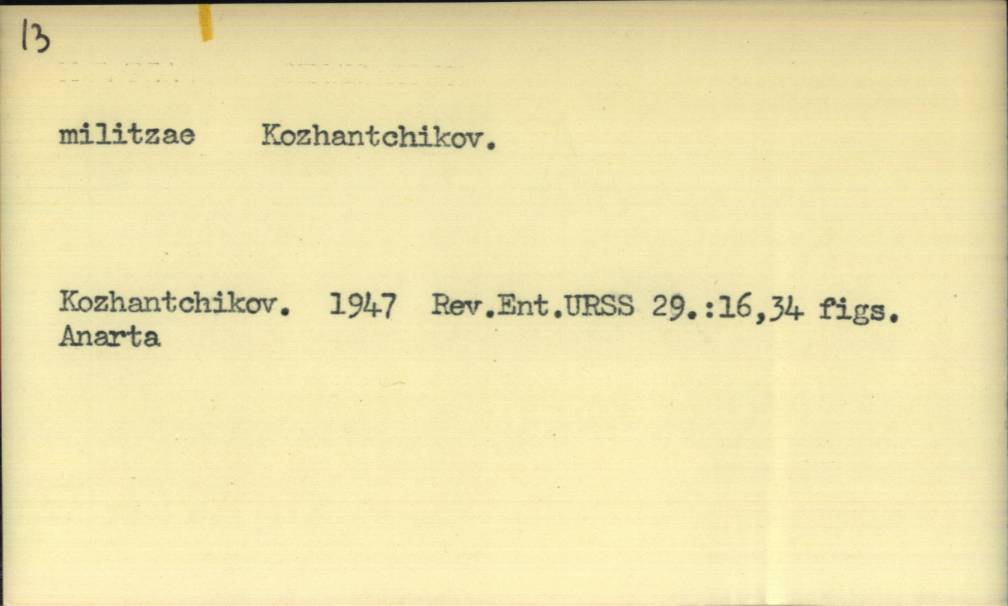 13
militzae Kozhantchikov.
Kozhantchikov. 1947 Rev.Ent.URSS 29.:16,34 figs.
Anarta